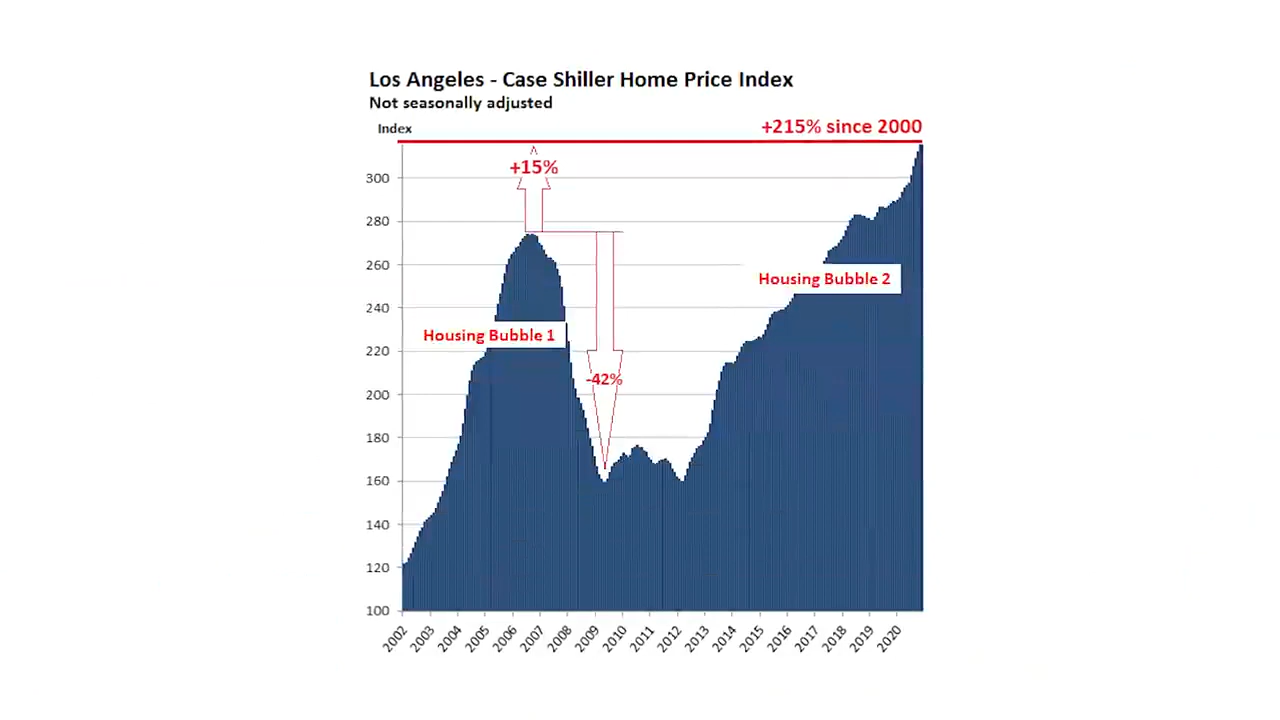 Los Angeles - Case Shiller Home Price Index
Not seasonally adjusted
Index
+215% since 2000
+15%
300
280
260
Housing Bubble 2
240
Housing Bubble 1
220
-42%
200
180
160
140
120
100
2002 2003 2004 2005 2006 2007 2008 2009 2010 2011 2012 2013 2014 2015 2016 2017 2018 2019 2020